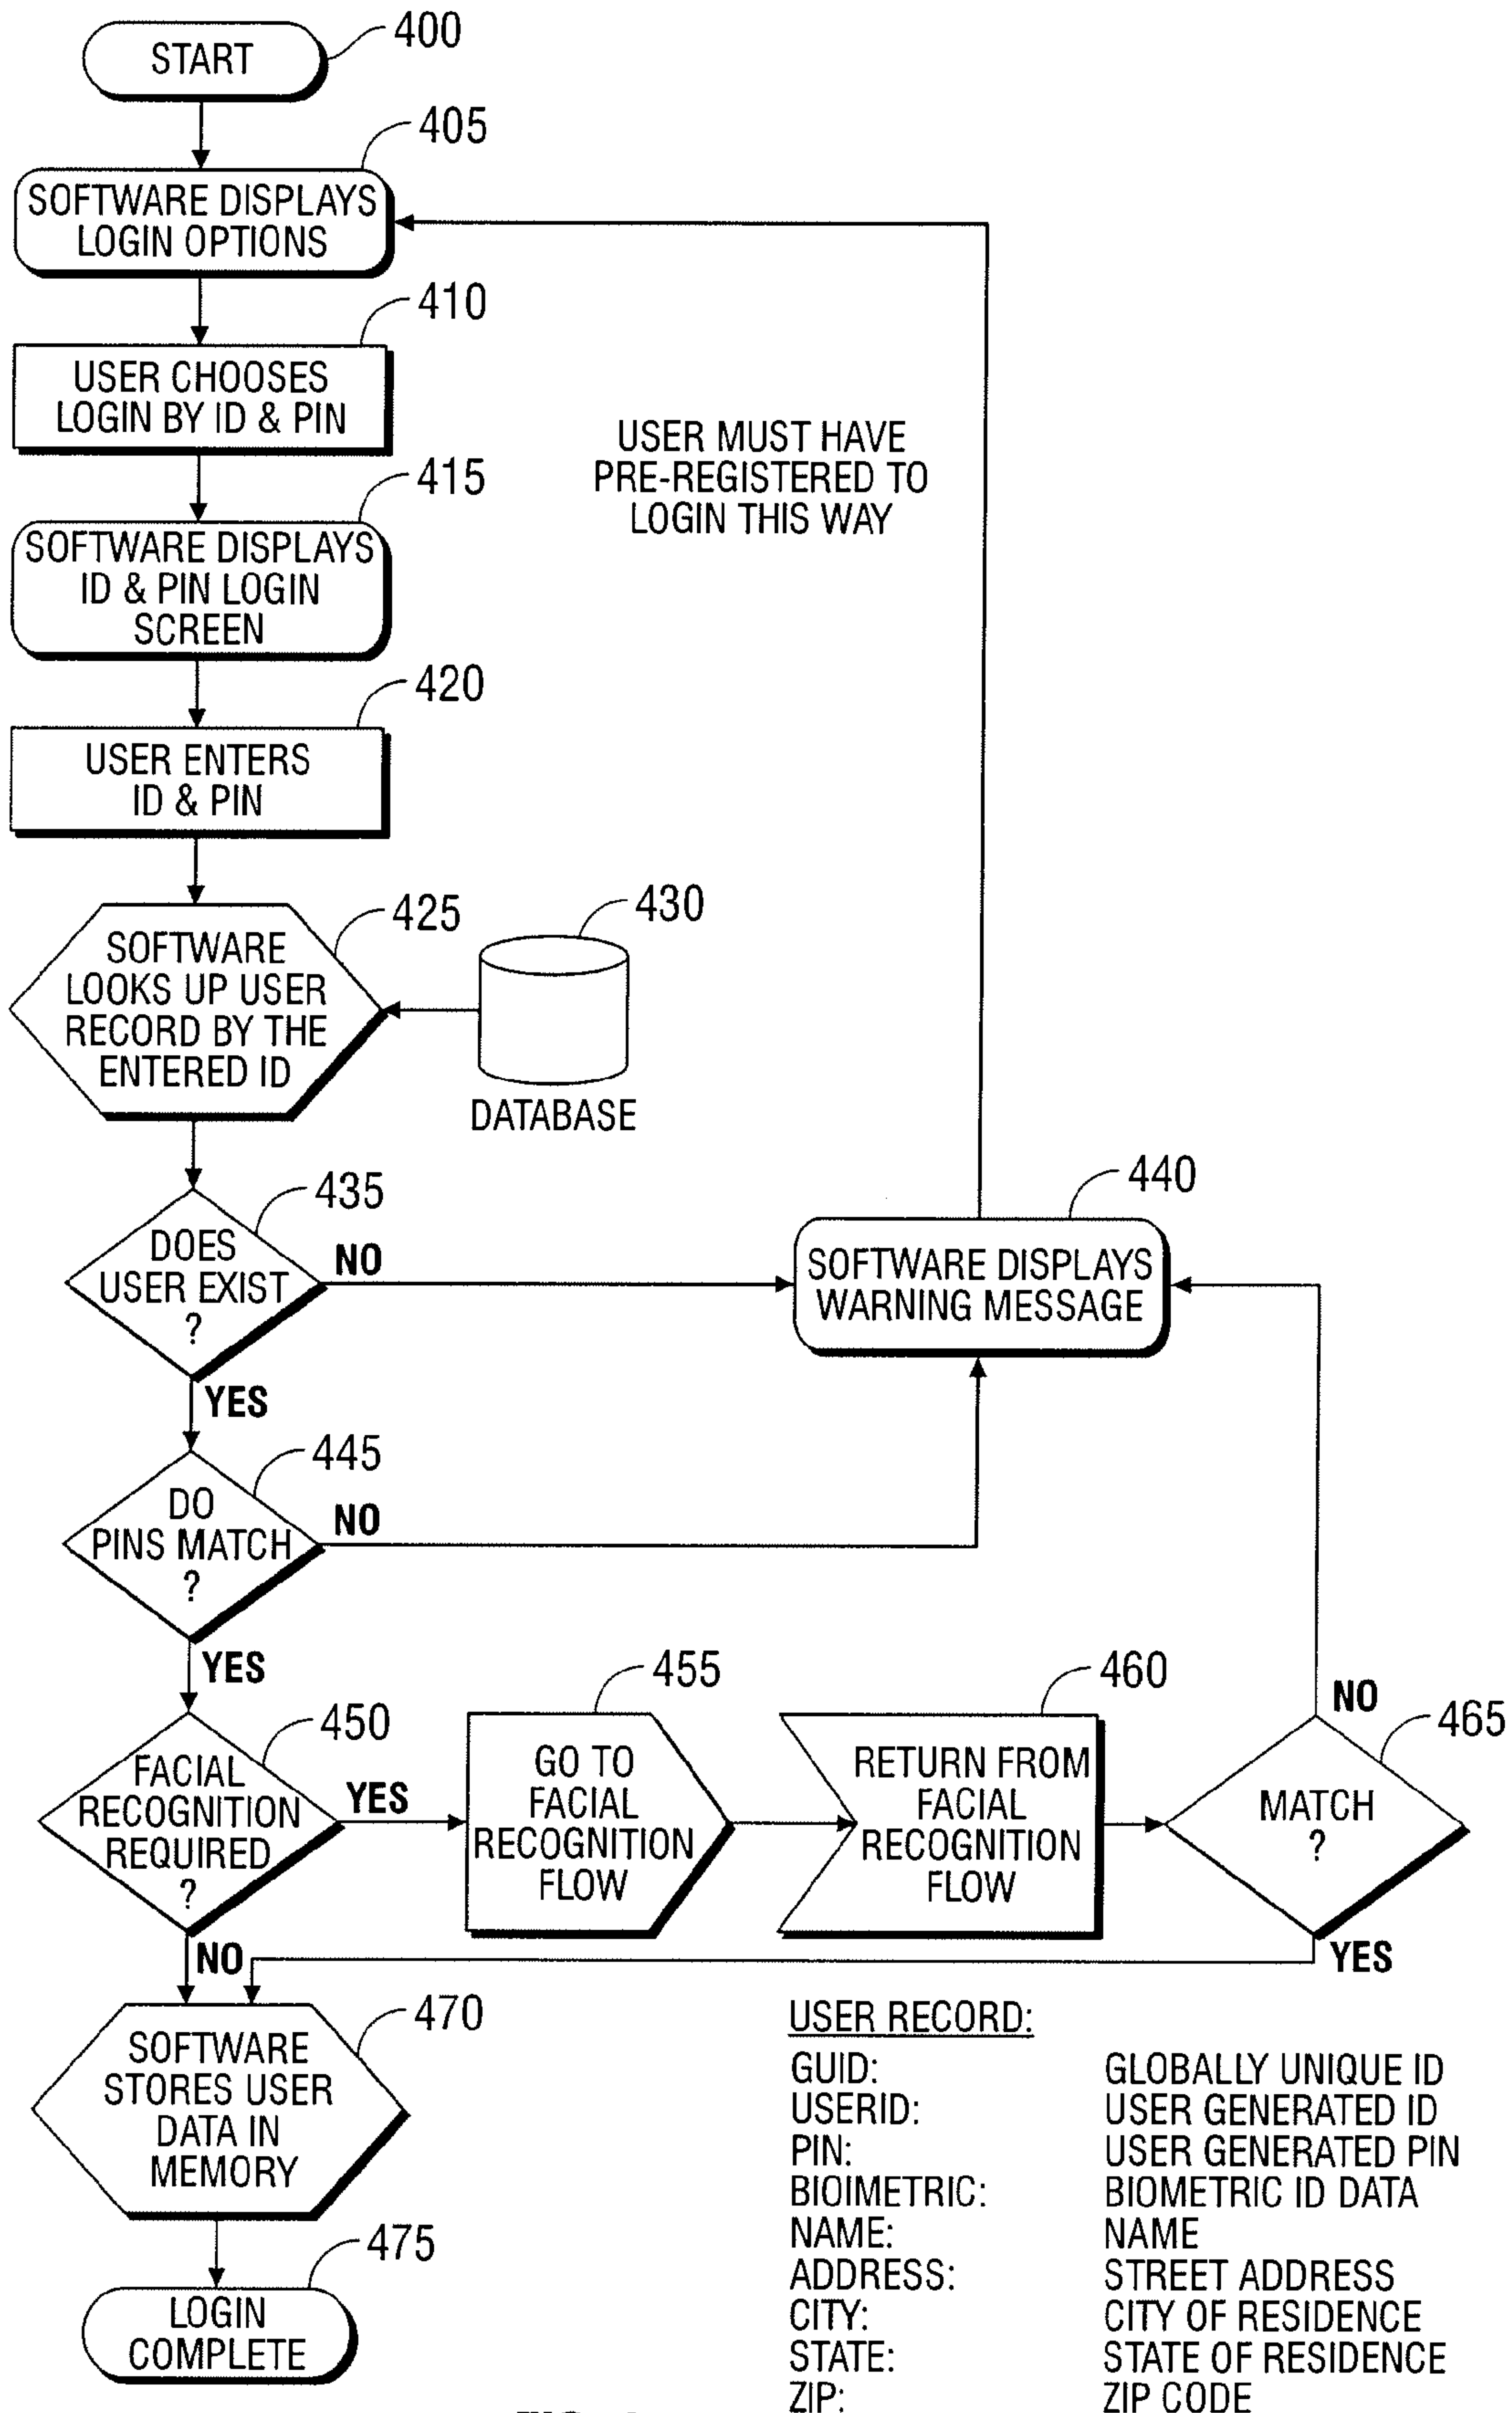 START
400
405
SOFTWARE DISPLAYS
LOGIN OPTIONS
410
USER CHOOSES
LOGIN BY ID & PIN
USER MUST HAVE
PRE-REGISTERED TO
LOGIN THIS WAY
415
SOFTWARE DISPLAYS
ID & PIN LOGIN
SCREEN
420
USER ENTERS
ID & PIN
425
SOFTWARE
LOOKS UP USER
RECORD BY THE
ENTERED ID
430
DATABASE
435
DOES
USER EXIST
?
NO
YES
440
SOFTWARE DISPLAYS
WARNING MESSAGE
445
DO
PINS MATCH
?
NO
YES
450
FACIAL
RECOGNITION
REQUIRED
?
YES
NO
455
GO TO
FACIAL
RECOGNITION
FLOW
460
RETURN FROM
FACIAL
RECOGNITION
FLOW
465
MATCH
?
NO
YES
470
SOFTWARE
STORES USER
DATA IN
MEMORY
475
LOGIN
COMPLETE
USER RECORD:
GUID: GLOBALLY UNIQUE ID
USERID: USER GENERATED ID
PIN: USER GENERATED PIN
BIOIMETRIC: BIOMETRIC ID DATA
NAME: NAME
ADDRESS: STREET ADDRESS
CITY: CITY OF RESIDENCE
STATE: STATE OF RESIDENCE
ZIP: ZIP CODE